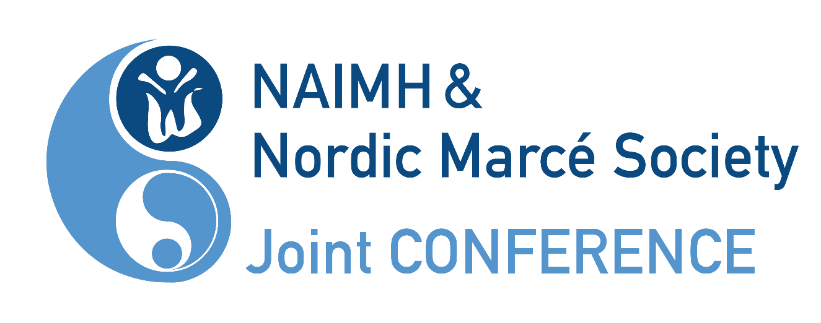 NAIMH &
Nordic Marcé Society
Joint CONFERENCE